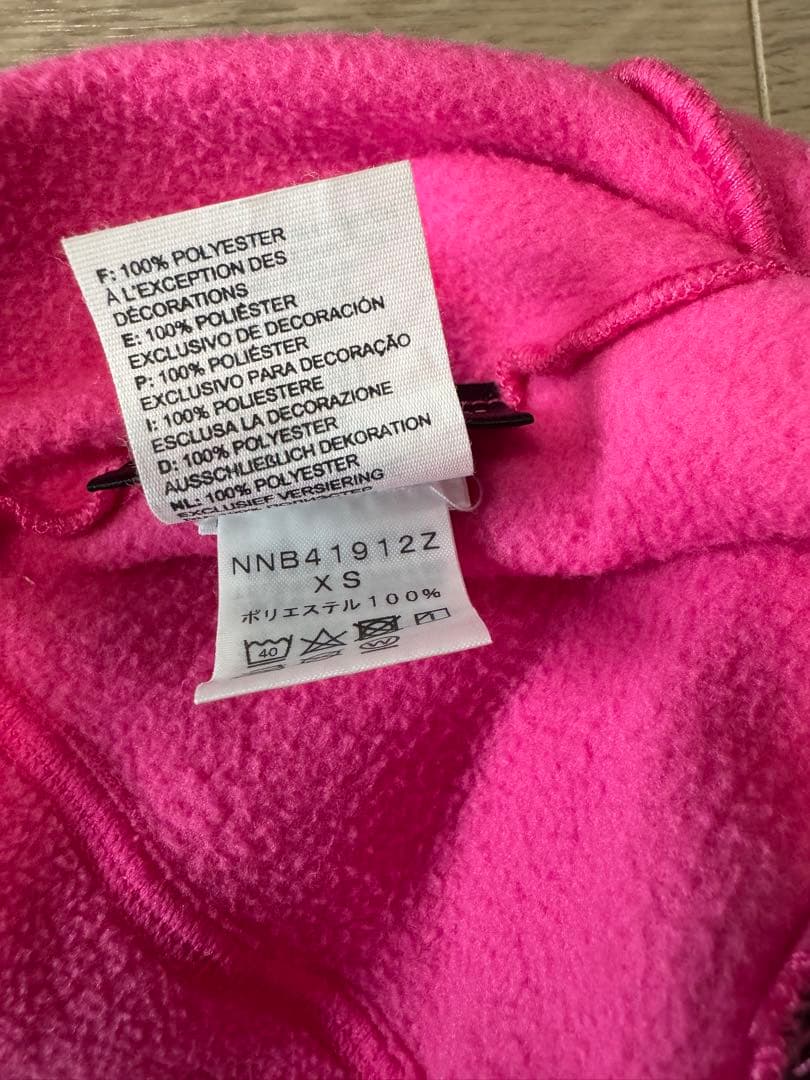 F: 100% POLYESTER
À L'EXCEPTION DES
DÉCORATIONS
E: 100% POLIÉSTER
EXCLUSIVO DE DECORACIÓN
P: 100% POLIÉSTER
EXCLUSIVO PARA DECORAÇÃO
I: 100% POLIESTERE
ESCLUSA LA DECORAZIONE
D: 100% POLYESTER
AUSSCHLIEßLICH DEKORATION
NL: 100% POLYESTER
EXCLUSIEF VERSIERING
NNB41912Z
XS
ポリエステル100%
40
W